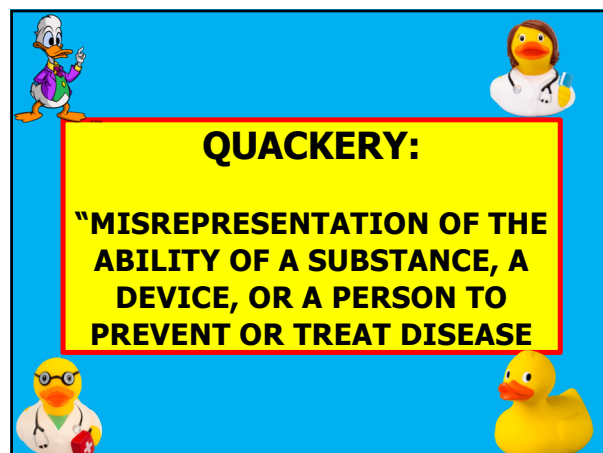 QUACKERY:
“MISREPRESENTATION OF THE
ABILITY OF A SUBSTANCE, A
DEVICE, OR A PERSON TO
PREVENT OR TREAT DISEASE